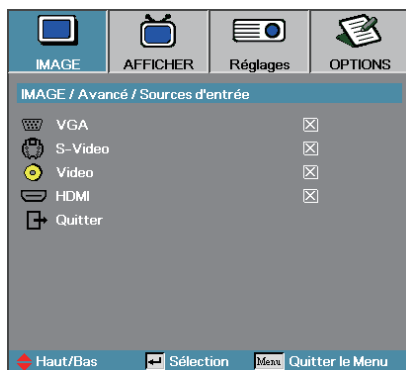 IMAGE AFFICHER Réglages OPTIONS
IMAGE / Avancé / Sources d'entrée
VGA
S-Video
Video
HDMI
Quitter
Haut/Bas Sélection Menu Quitter le Menu